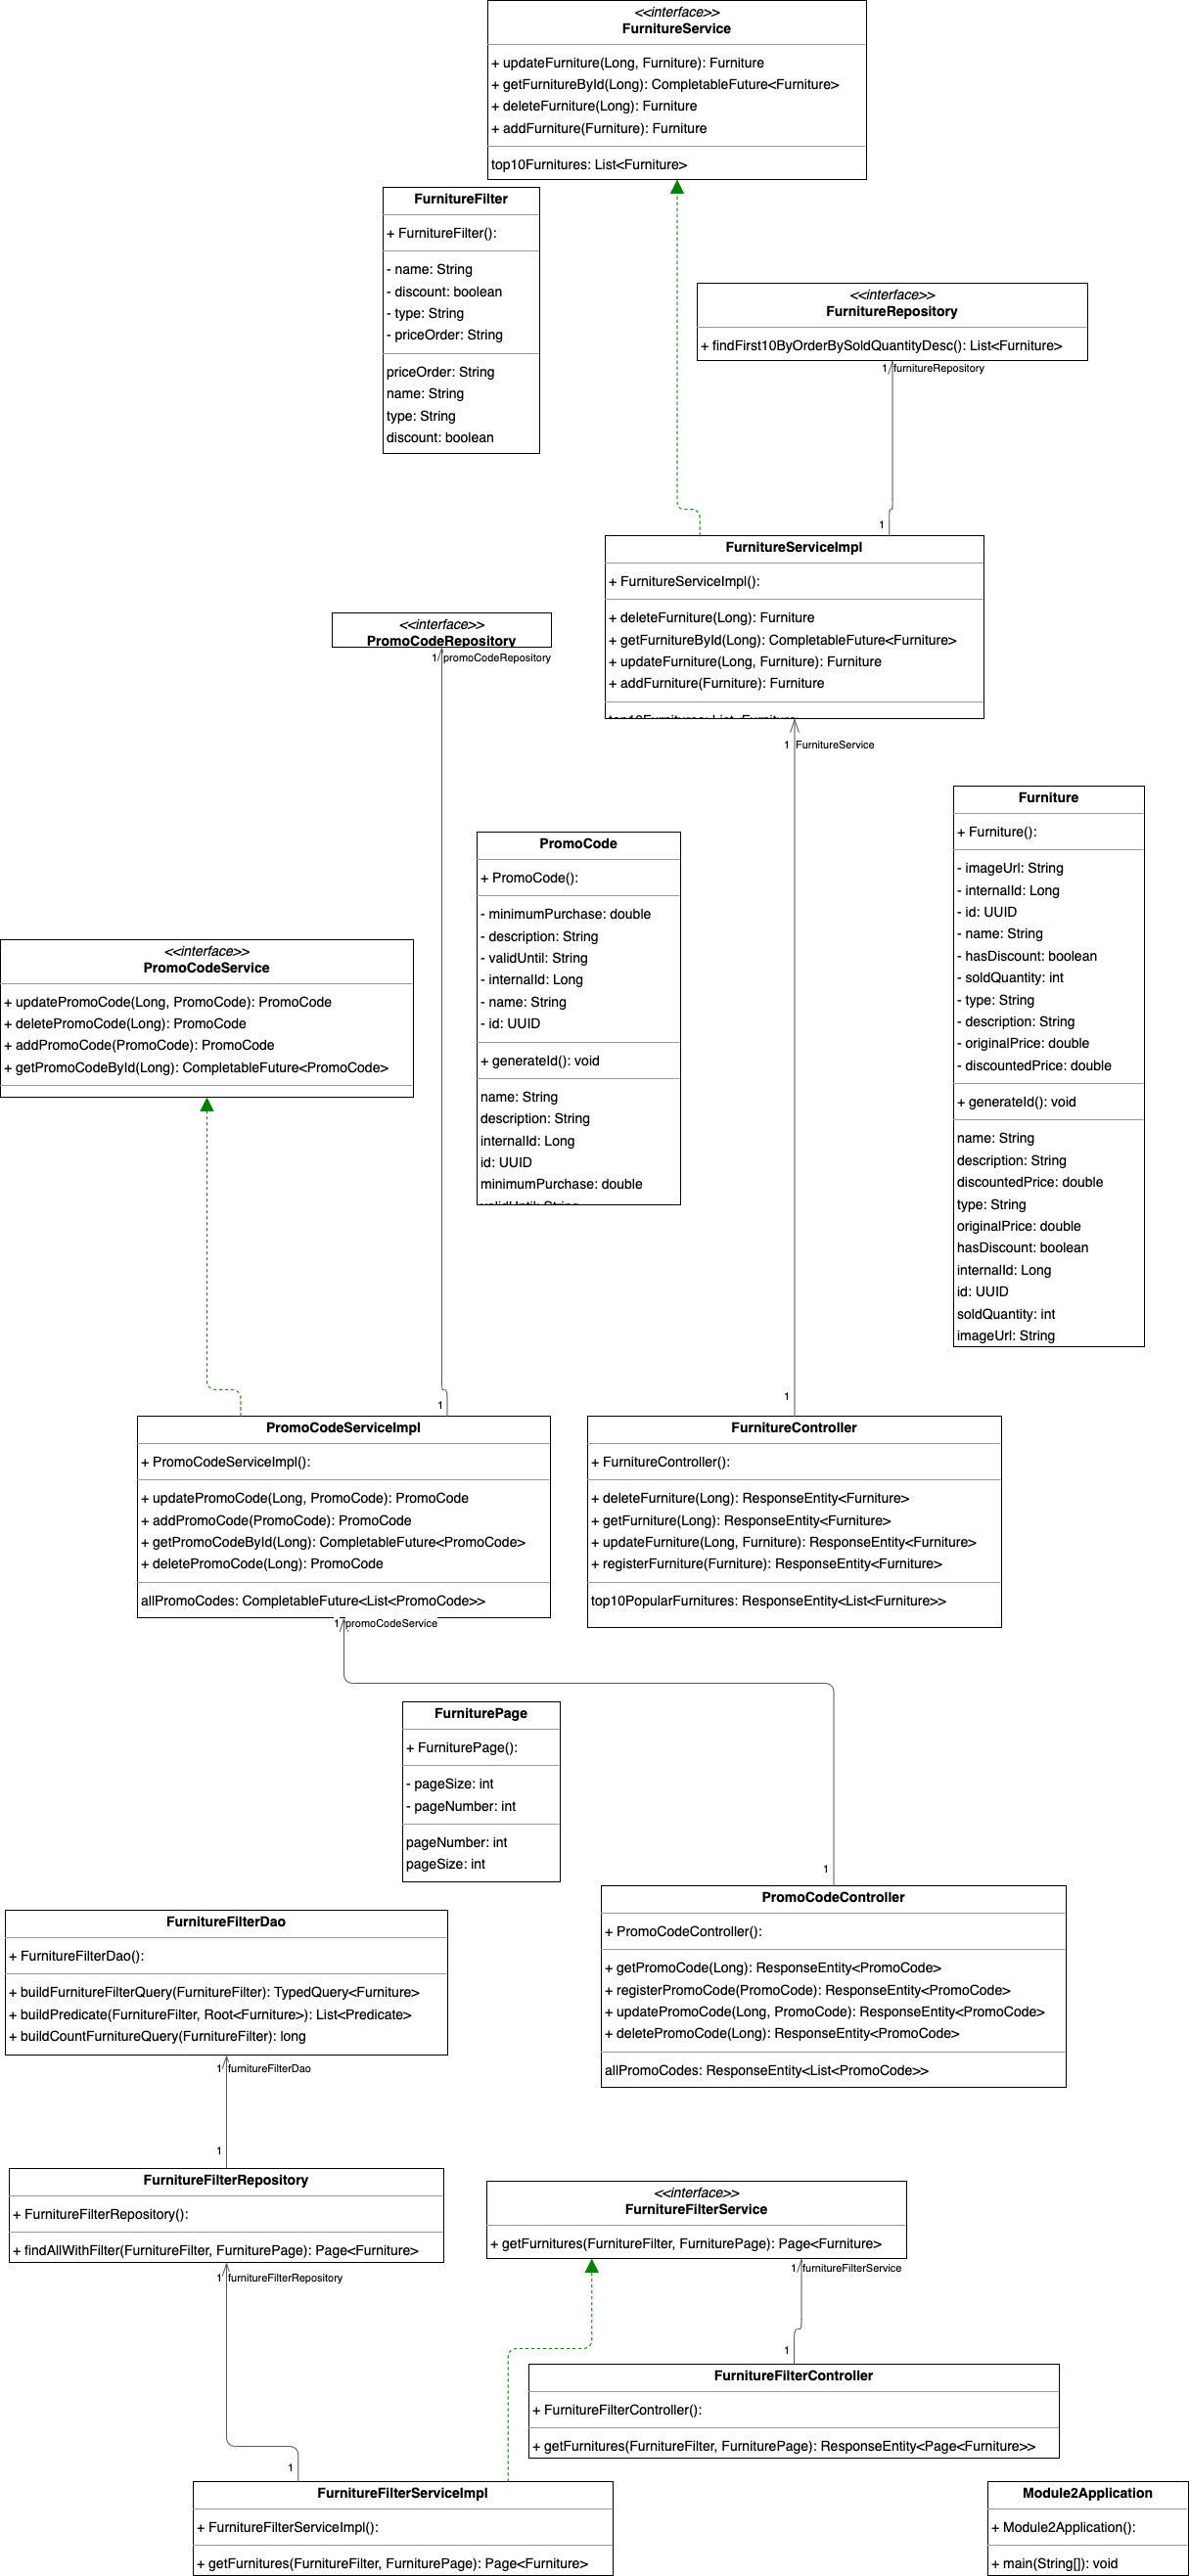 <<interface>>
FurnitureService
+ updateFurniture(Long, Furniture): Furniture
+ getFurnitureById(Long): CompletableFuture<Furniture>
+ deleteFurniture(Long): Furniture
+ addFurniture(Furniture): Furniture
top10Furnitures: List<Furniture>
FurnitureFilter
+ FurnitureFilter():
- name: String
- discount: boolean
- type: String
- priceOrder: String
priceOrder: String
name: String
type: String
discount: boolean
<<interface>>
FurnitureRepository
+ findFirst10ByOrderBySoldQuantityDesc(): List<Furniture>
1 furnitureRepository
1
FurnitureServiceImpl
+ FurnitureServiceImpl():
+ deleteFurniture(Long): Furniture
+ getFurnitureById(Long): CompletableFuture<Furniture>
+ updateFurniture(Long, Furniture): Furniture
+ addFurniture(Furniture): Furniture
top10Furnitures: List<Furniture>
<<interface>>
PromoCodeRepository
1 promoCodeRepository
1 FurnitureService
Furniture
+ Furniture():
- imageUrl: String
- internalId: Long
- id: UUID
- name: String
- hasDiscount: boolean
- soldQuantity: int
- type: String
- description: String
- originalPrice: double
- discountedPrice: double
+ generateId(): void
name: String
description: String
discountedPrice: double
type: String
originalPrice: double
hasDiscount: boolean
internalId: Long
id: UUID
soldQuantity: int
imageUrl: String
PromoCode
+ PromoCode():
- minimumPurchase: double
- description: String
- validUntil: String
- internalId: Long
- name: String
- id: UUID
+ generateId(): void
name: String
description: String
internalId: Long
id: UUID
minimumPurchase: double
validUntil: String
<<interface>>
PromoCodeService
+ updatePromoCode(Long, PromoCode): PromoCode
+ deletePromoCode(Long): PromoCode
+ addPromoCode(PromoCode): PromoCode
+ getPromoCodeById(Long): CompletableFuture<PromoCode>
1
1
PromoCodeServiceImpl
+ PromoCodeServiceImpl():
+ updatePromoCode(Long, PromoCode): PromoCode
+ addPromoCode(PromoCode): PromoCode
+ getPromoCodeById(Long): CompletableFuture<PromoCode>
+ deletePromoCode(Long): PromoCode
allPromoCodes: CompletableFuture<List<PromoCode>>
1 promoCodeService
FurnitureController
+ FurnitureController():
+ deleteFurniture(Long): ResponseEntity<Furniture>
+ getFurniture(Long): ResponseEntity<Furniture>
+ updateFurniture(Long, Furniture): ResponseEntity<Furniture>
+ registerFurniture(Furniture): ResponseEntity<Furniture>
top10PopularFurnitures: ResponseEntity<List<Furniture>>
FurniturePage
+ FurniturePage():
- pageSize: int
- pageNumber: int
pageNumber: int
pageSize: int
1
PromoCodeController
+ PromoCodeController():
+ getPromoCode(Long): ResponseEntity<PromoCode>
+ registerPromoCode(PromoCode): ResponseEntity<PromoCode>
+ updatePromoCode(Long, PromoCode): ResponseEntity<PromoCode>
+ deletePromoCode(Long): ResponseEntity<PromoCode>
allPromoCodes: ResponseEntity<List<PromoCode>>
FurnitureFilterDao
+ FurnitureFilterDao():
+ buildFurnitureFilterQuery(FurnitureFilter): TypedQuery<Furniture>
+ buildPredicate(FurnitureFilter, Root<Furniture>): List<Predicate>
+ buildCountFurnitureQuery(FurnitureFilter): long
1 furnitureFilterDao
1
FurnitureFilterRepository
+ FurnitureFilterRepository():
+ findAllWithFilter(FurnitureFilter, FurniturePage): Page<Furniture>
1 furnitureFilterRepository
<<interface>>
FurnitureFilterService
+ getFurnitures(FurnitureFilter, FurniturePage): Page<Furniture>
1 furnitureFilterService
1
FurnitureFilterController
+ FurnitureFilterController():
+ getFurnitures(FurnitureFilter, FurniturePage): ResponseEntity<Page<Furniture>>
1
FurnitureFilterServiceImpl
+ FurnitureFilterServiceImpl():
+ getFurnitures(FurnitureFilter, FurniturePage): Page<Furniture>
Module2Application
+ Module2Application():
+ main(String[]): void